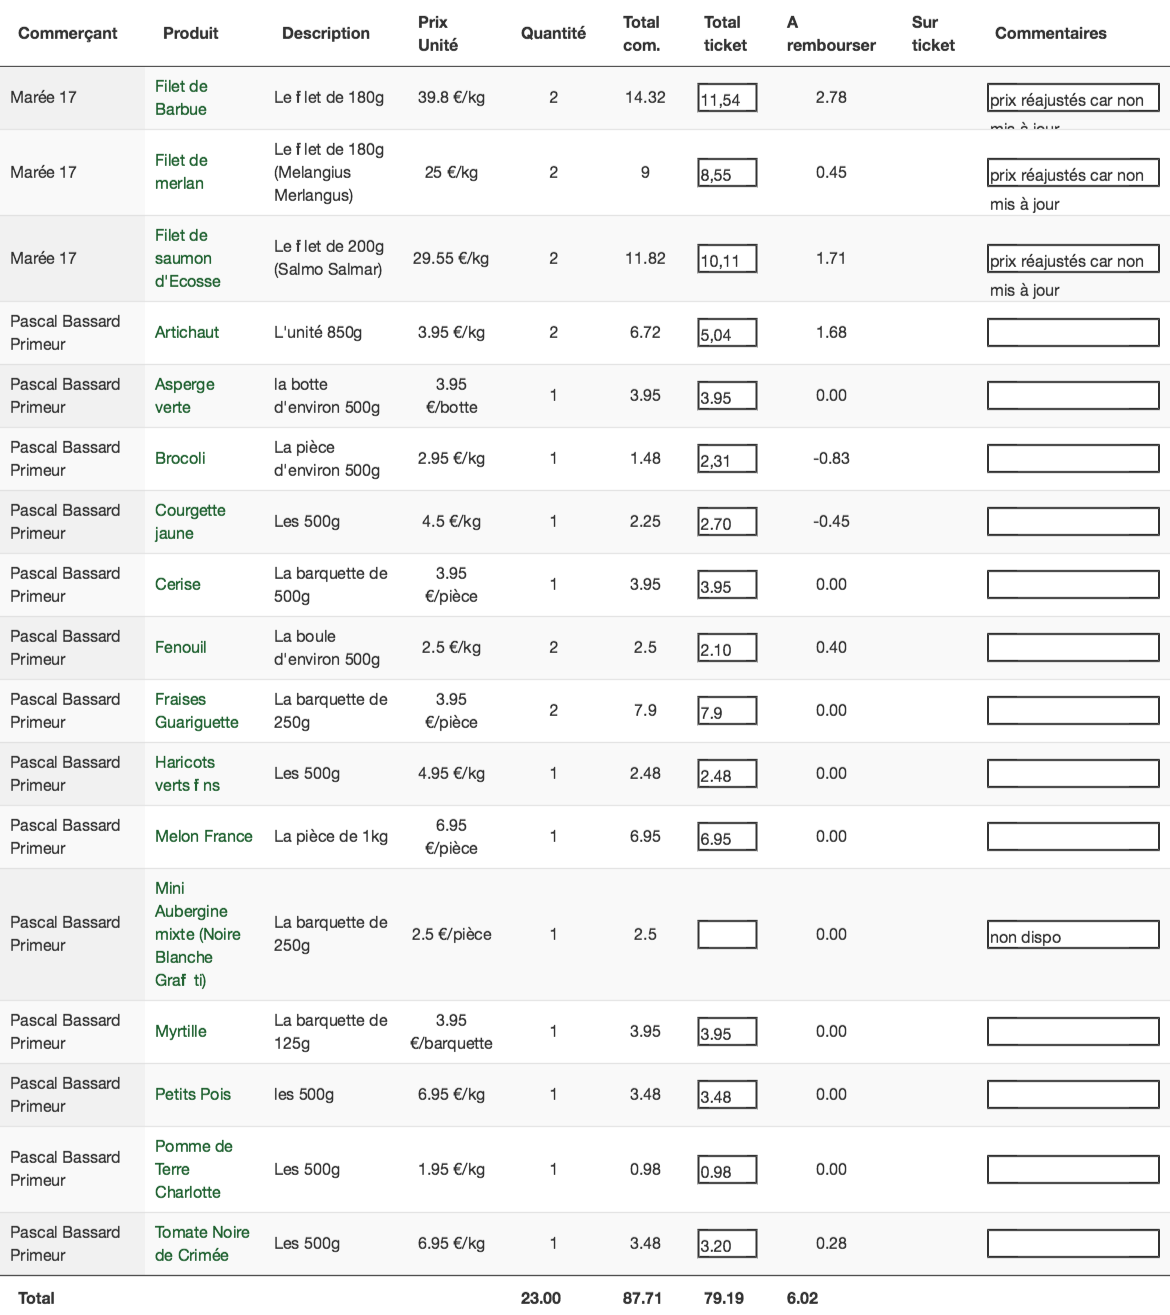 Commerçant Produit Description Prix Unité Quantité Total com. Total ticket A rembourser Sur ticket Commentaires
Marée 17 Filet de Barbue Le f let de 180g 39.8 €/kg 2 14.32 11,54 2.78 prix réajustés car non mis à jour
Marée 17 Filet de merlan Le f let de 180g (Melangius Merlangus) 25 €/kg 2 9 8,55 0.45 prix réajustés car non mis à jour
Marée 17 Filet de saumon d'Ecosse Le f let de 200g (Salmo Salmar) 29.55 €/kg 2 11.82 10,11 1.71 prix réajustés car non mis à jour
Pascal Bassard Primeur Artichaut L'unité 850g 3.95 €/kg 2 6.72 5,04 1.68
Pascal Bassard Primeur Asperge verte la botte d'environ 500g 3.95 €/botte 1 3.95 3.95 0.00
Pascal Bassard Primeur Brocoli La pièce d'environ 500g 2.95 €/kg 1 1.48 2,31 -0.83
Pascal Bassard Primeur Courgette jaune Les 500g 4.5 €/kg 1 2.25 2.70 -0.45
Pascal Bassard Primeur Cerise La barquette de 500g 3.95 €/pièce 1 3.95 3.95 0.00
Pascal Bassard Primeur Fenouil La boule d'environ 500g 2.5 €/kg 2 2.5 2.10 0.40
Pascal Bassard Primeur Fraises Guariguette La barquette de 250g 3.95 €/pièce 2 7.9 7.9 0.00
Pascal Bassard Primeur Haricots verts f ns Les 500g 4.95 €/kg 1 2.48 2.48 0.00
Pascal Bassard Primeur Melon France La pièce de 1kg 6.95 €/pièce 1 6.95 6.95 0.00
Pascal Bassard Primeur Mini Aubergine mixte (Noire Blanche Graf ti) La barquette de 250g 2.5 €/pièce 1 2.5 0.00 non dispo
Pascal Bassard Primeur Myrtille La barquette de 125g 3.95 €/barquette 1 3.95 3.95 0.00
Pascal Bassard Primeur Petits Pois les 500g 6.95 €/kg 1 3.48 3.48 0.00
Pascal Bassard Primeur Pomme de Terre Charlotte Les 500g 1.95 €/kg 1 0.98 0.98 0.00
Pascal Bassard Primeur Tomate Noire de Crimée Les 500g 6.95 €/kg 1 3.48 3.20 0.28
Total 23.00 87.71 79.19 6.02